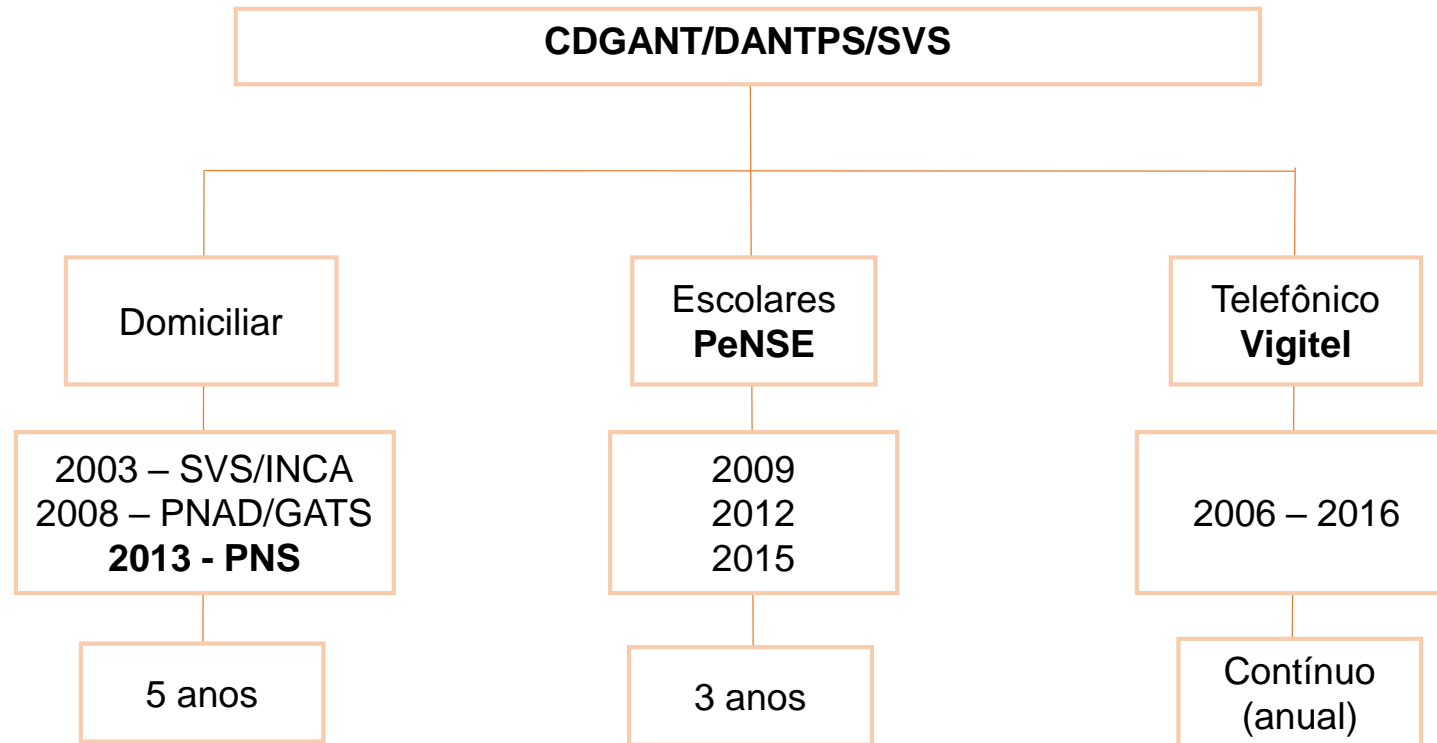 CDGANT/DANTPS/SVS
Domiciliar
Escolares
PeNSE
Telefônico
Vigitel
2003 – SVS/INCA
2008 – PNAD/GATS
2013 - PNS
2009
2012
2015
2006 – 2016
5 anos
3 anos
Contínuo
(anual)